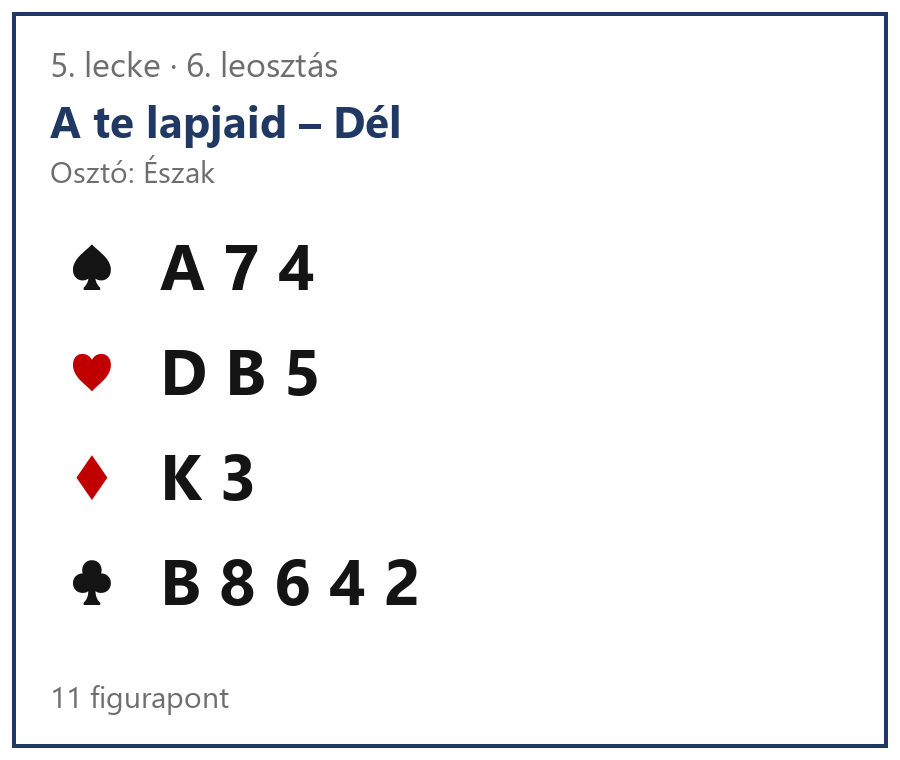 5. lecke · 6. leosztás
A te lapjaid – Dél
Osztó: Észak
♠ A 7 4
♥ D B 5
♦ K 3
♣ B 8 6 4 2
11 figurapont